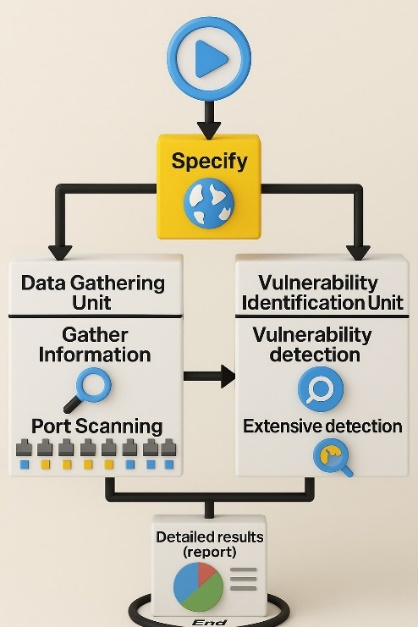 Specify
Data Gathering
Unit
Gather
Information
Port Scanning
Vulnerability
Identification Unit
Vulnerability
detection
Extensive detection
Detailed results
(report)
End